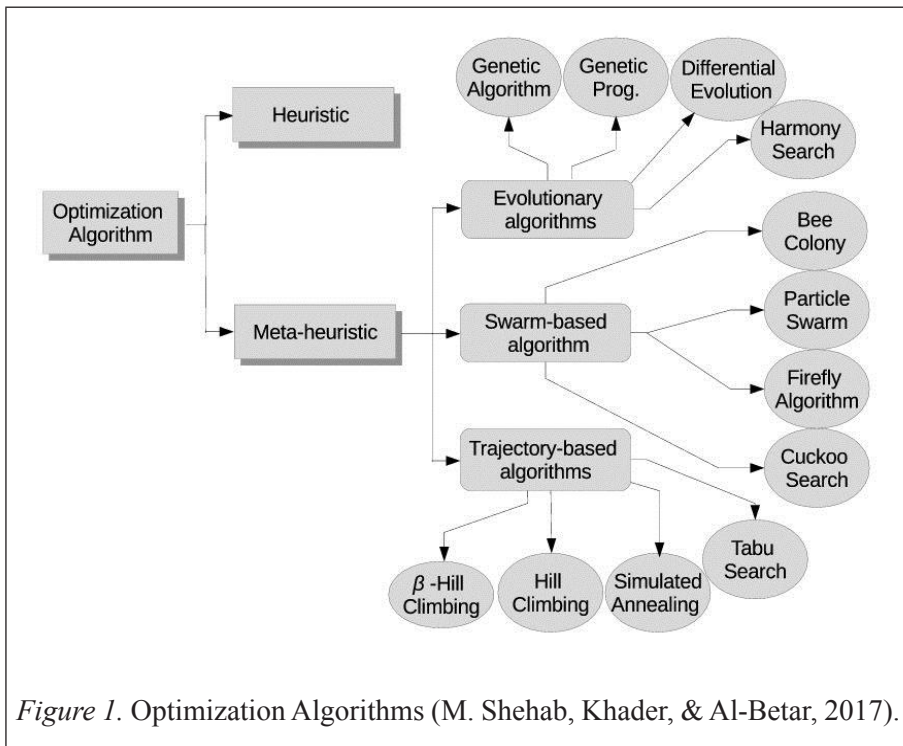 Genetic
Algorithm
Genetic
Prog.
Differential
Evolution
Harmony
Search
Heuristic
Optimization
Algorithm
Evolutionary
algorithms
Bee
Colony
Meta-heuristic
Swarm-based
algorithm
Particle
Swarm
Firefly
Algorithm
Trajectory-based
algorithms
Cuckoo
Search
β -Hill
Climbing
Hill
Climbing
Simulated
Annealing
Tabu
Search
Figure 1. Optimization Algorithms (M. Shehab, Khader, & Al-Betar, 2017).